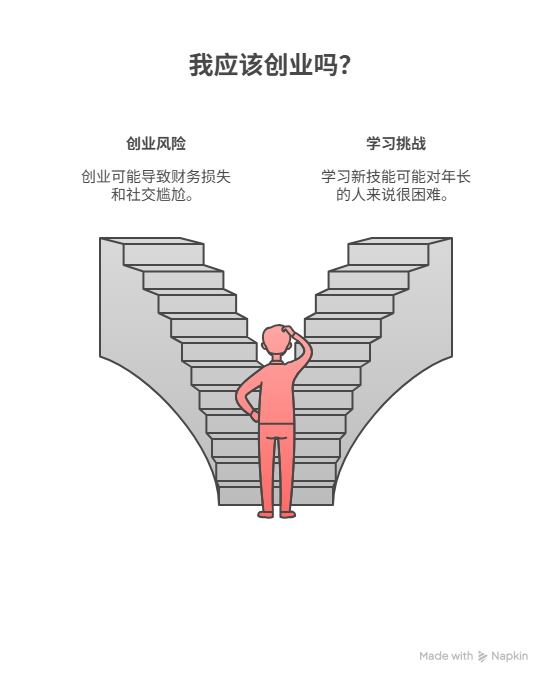 我应该创业吗？
创业风险
创业可能导致财务损失
和社交尴尬。
学习挑战
学习新技能可能对年长
的人来说很困难。
Made with Napkin